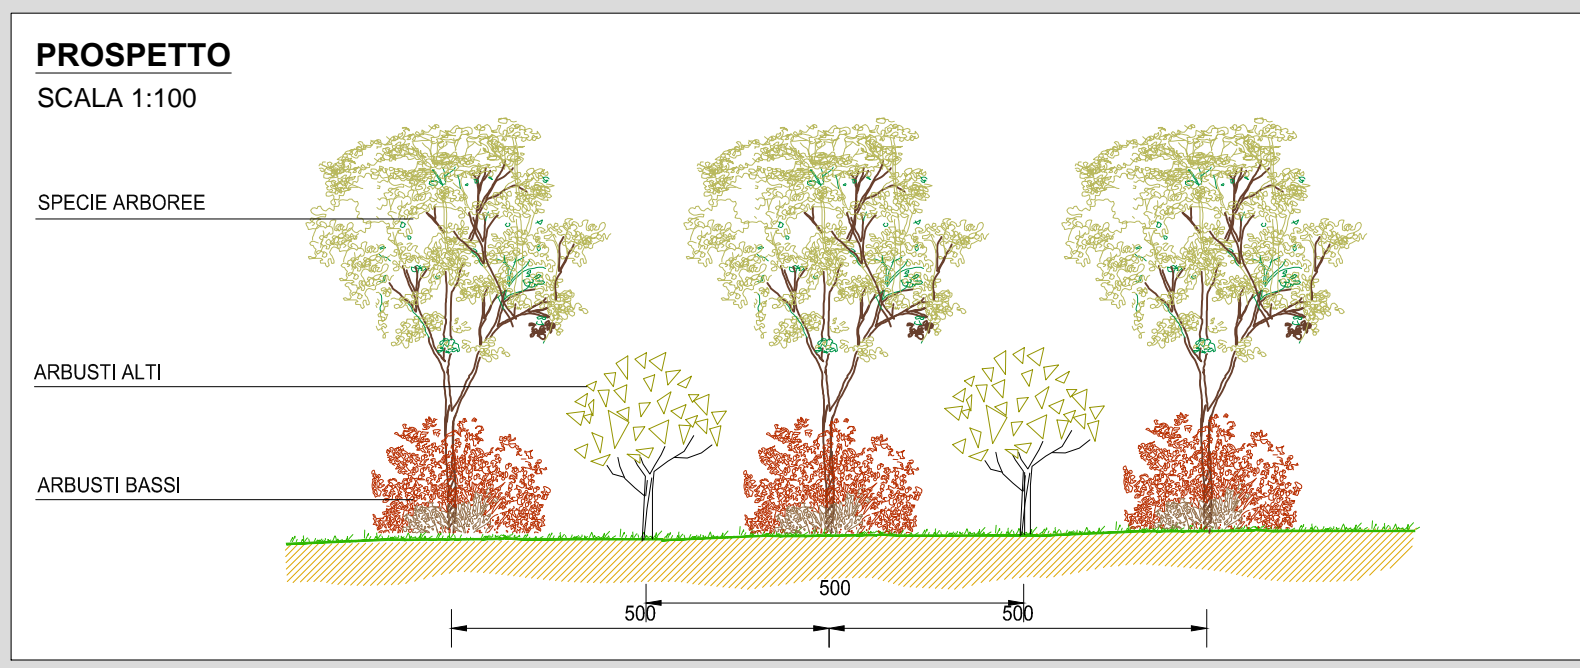 PROSPETTO
SCALA 1:100
SPECIE ARBOREE
ARBUSTI ALTI
ARBUSTI BASSI
500
500
500